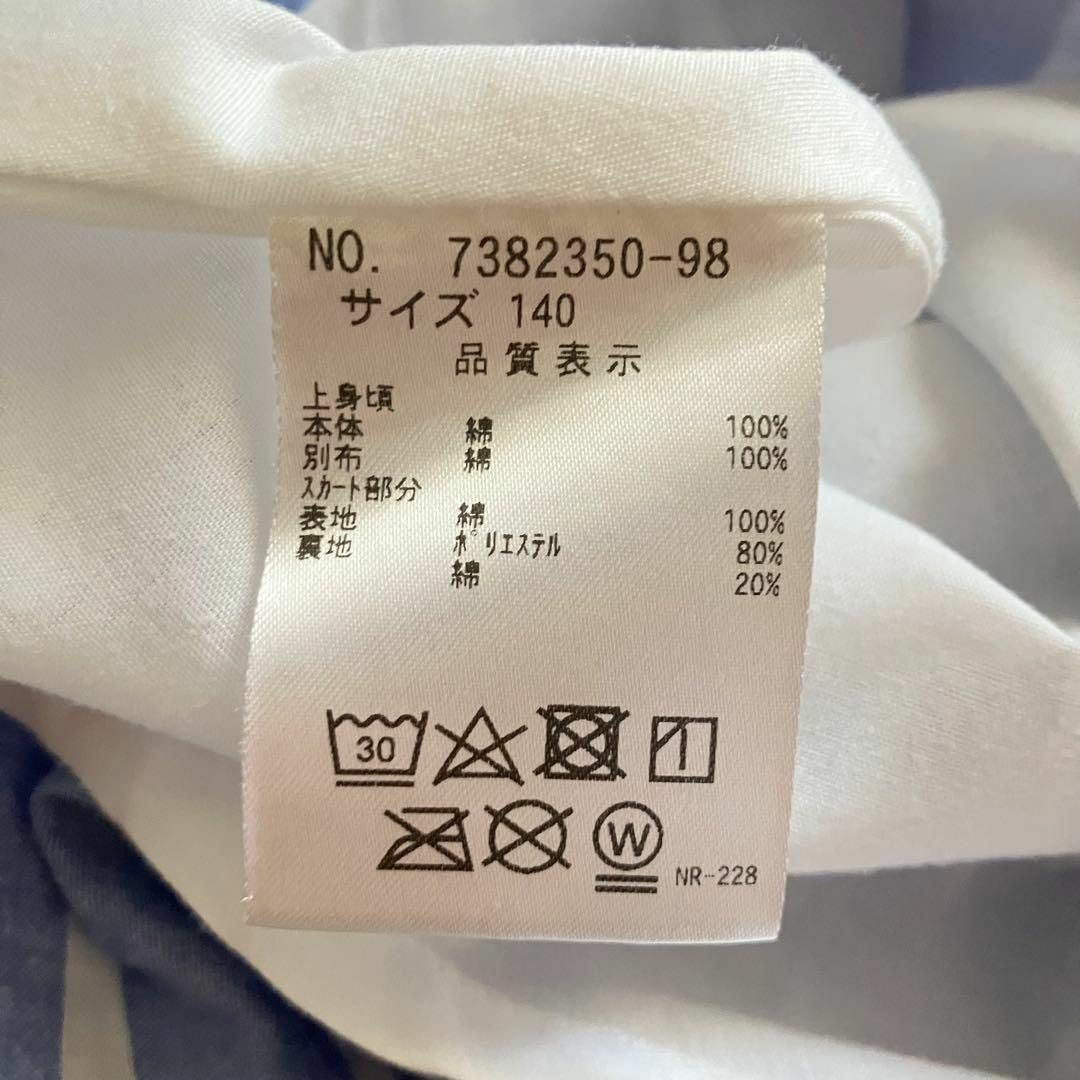 NO. 7382350-98
サイズ 140
品質表示
上身頃
本体 綿 100%
別布 綿 100%
スカート部分
表地 綿 100%
裏地 ポリエステル 80%
綿 20%
30
W
NR-228